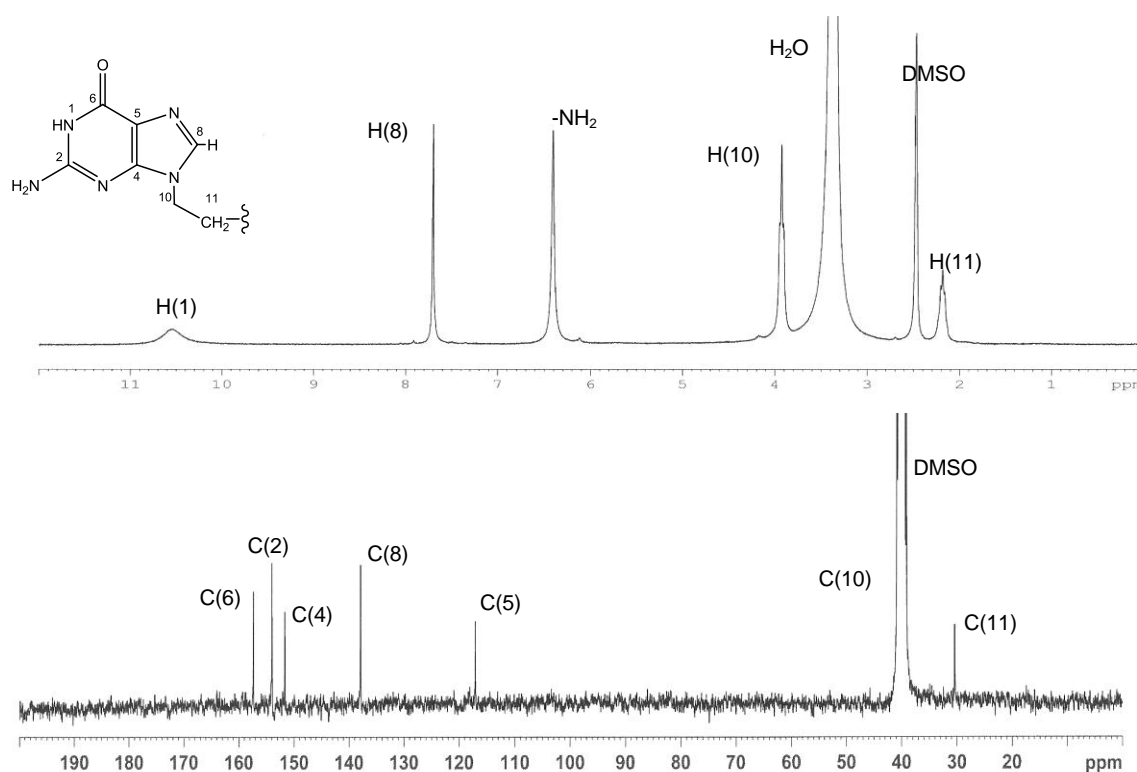 H₂O
DMSO
H(8)
-NH₂
H(10)
H(11)
H(1)
O
6
1
5
N
HN
8
H
2
4
H₂N
N
N
10
11
CH₂
11 10 9 8 7 6 5 4 3 2 1 ppm
DMSO
C(2)
C(8)
C(10)
C(6)
C(4)
C(5)
C(11)
190 180 170 160 150 140 130 120 110 100 90 80 70 60 50 40 30 20 ppm